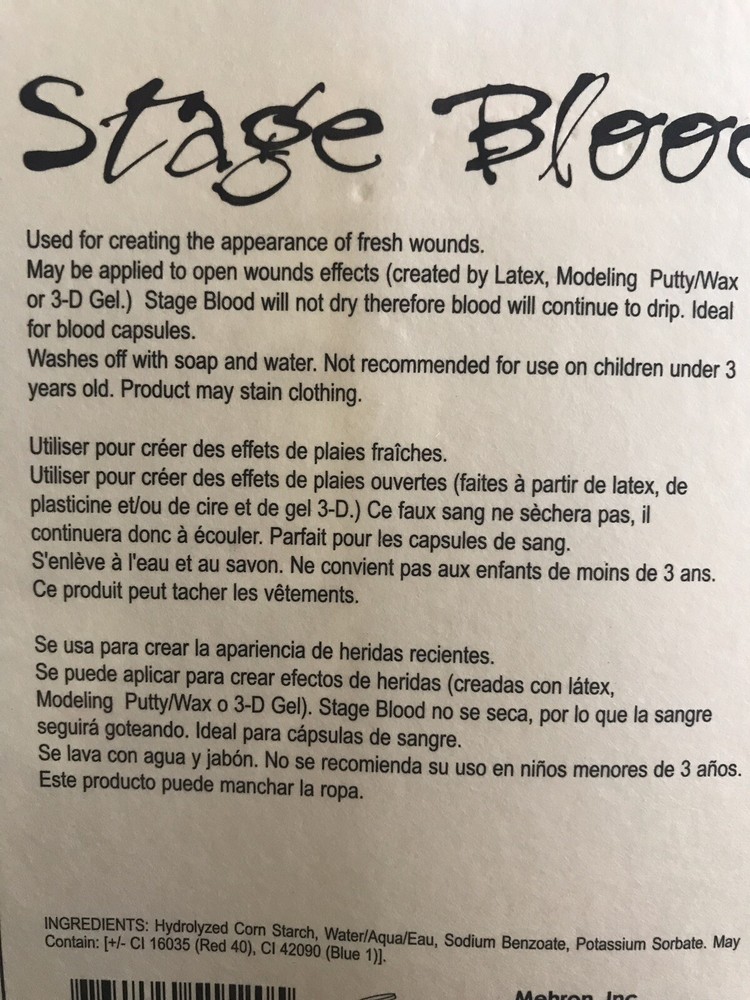 Stage Blood
Used for creating the appearance of fresh wounds.
May be applied to open wounds effects (created by Latex, Modeling Putty/Wax
or 3-D Gel.) Stage Blood will not dry therefore blood will continue to drip. Ideal
for blood capsules.
Washes off with soap and water. Not recommended for use on children under 3
years old. Product may stain clothing.
Utiliser pour créer des effets de plaies fraîches.
Utiliser pour créer des effets de plaies ouvertes (faites à partir de latex, de
plasticine et/ou de cire et de gel 3-D.) Ce faux sang ne sèchera pas, il
continuera donc à écouler. Parfait pour les capsules de sang.
S'enlève à l'eau et au savon. Ne convient pas aux enfants de moins de 3 ans.
Ce produit peut tacher les vêtements.
Se usa para crear la apariencia de heridas recientes.
Se puede aplicar para crear efectos de heridas (creadas con látex,
Modeling Putty/Wax o 3-D Gel). Stage Blood no se seca, por lo que la sangre
seguirá goteando. Ideal para cápsulas de sangre.
Se lava con agua y jabón. No se recomienda su uso en niños menores de 3 años.
Este producto puede manchar la ropa.
INGREDIENTS: Hydrolyzed Corn Starch, Water/Aqua/Eau, Sodium Benzoate, Potassium Sorbate. May
Contain: [+/- CI 16035 (Red 40), CI 42090 (Blue 1)].
Mehron, Inc